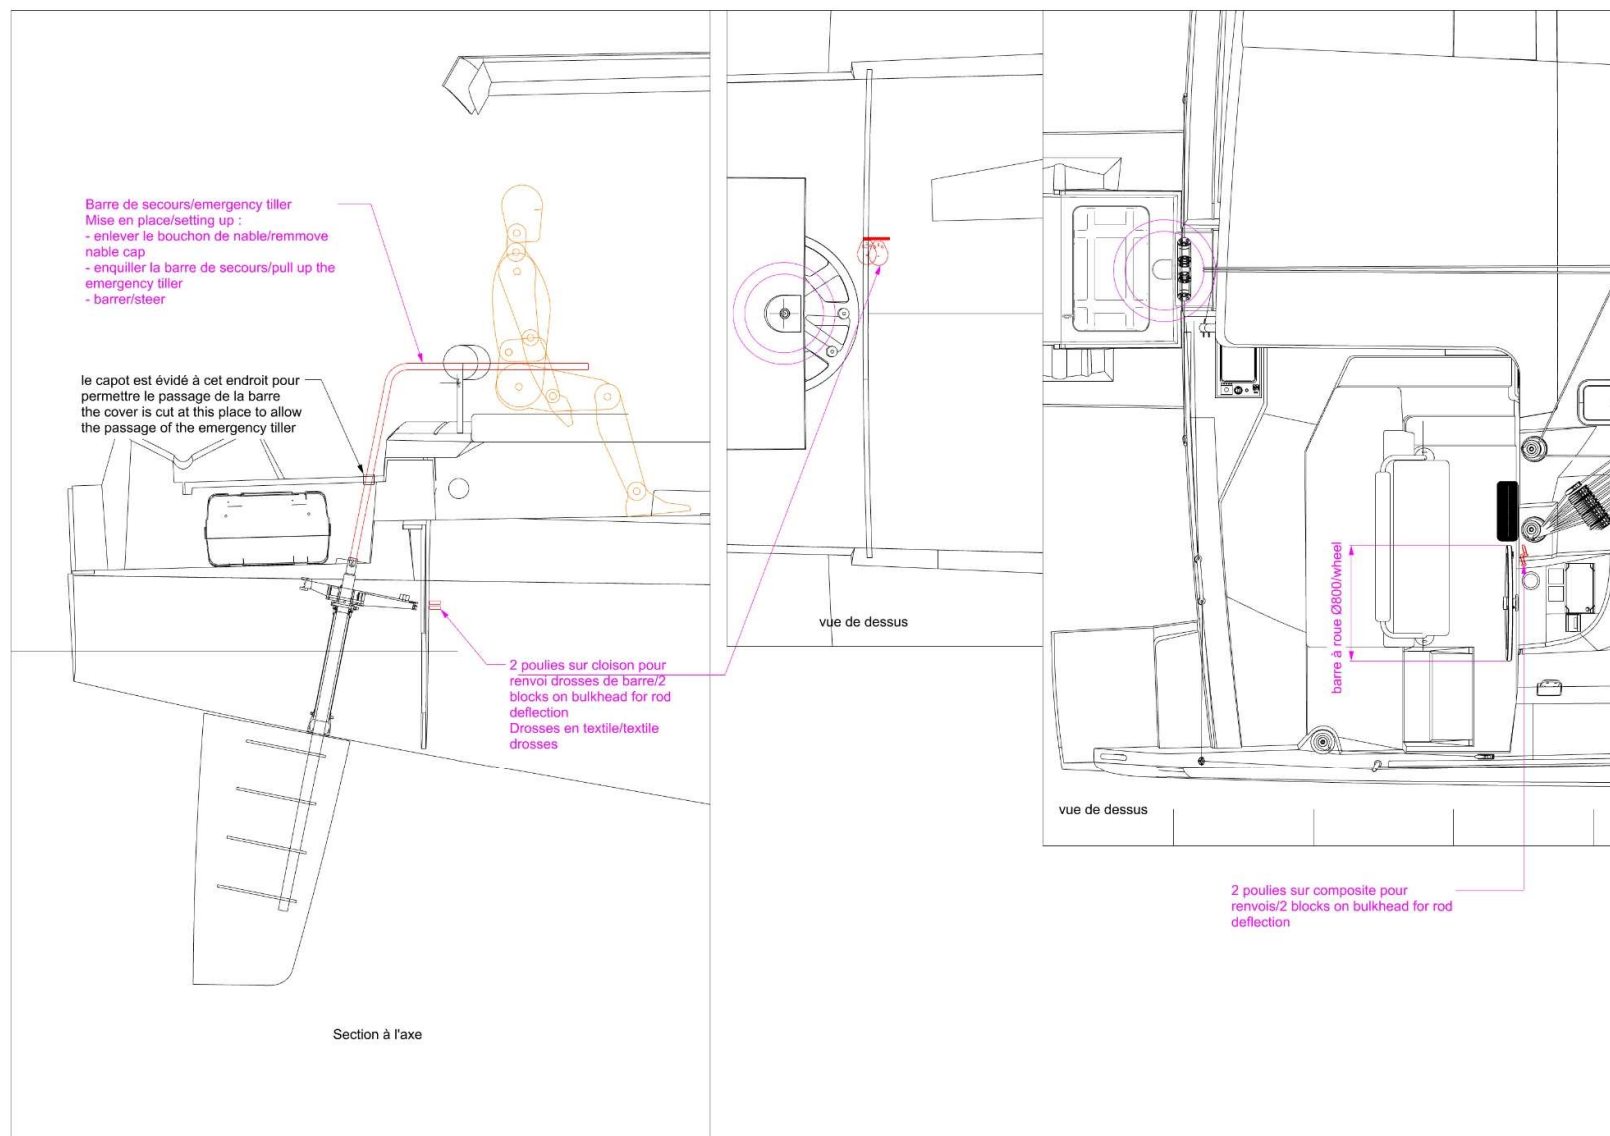 Barre de secours/emergency tiller
Mise en place/setting up :
- enlever le bouchon de nable/remmove
nable cap
- enquiller la barre de secours/pull up the
emergency tiller
- barrer/steer
le capot est évidé à cet endroit pour
permettre le passage de la barre
the cover is cut at this place to allow
the passage of the emergency tiller
2 poulies sur cloison pour
renvoi drosses de barre/2
blocks on bulkhead for rod
deflection
Drosses en textile/textile
drosses
Section à l'axe
vue de dessus
barre à roue Ø800/wheel
vue de dessus
2 poulies sur composite pour
renvois/2 blocks on bulkhead for rod
deflection